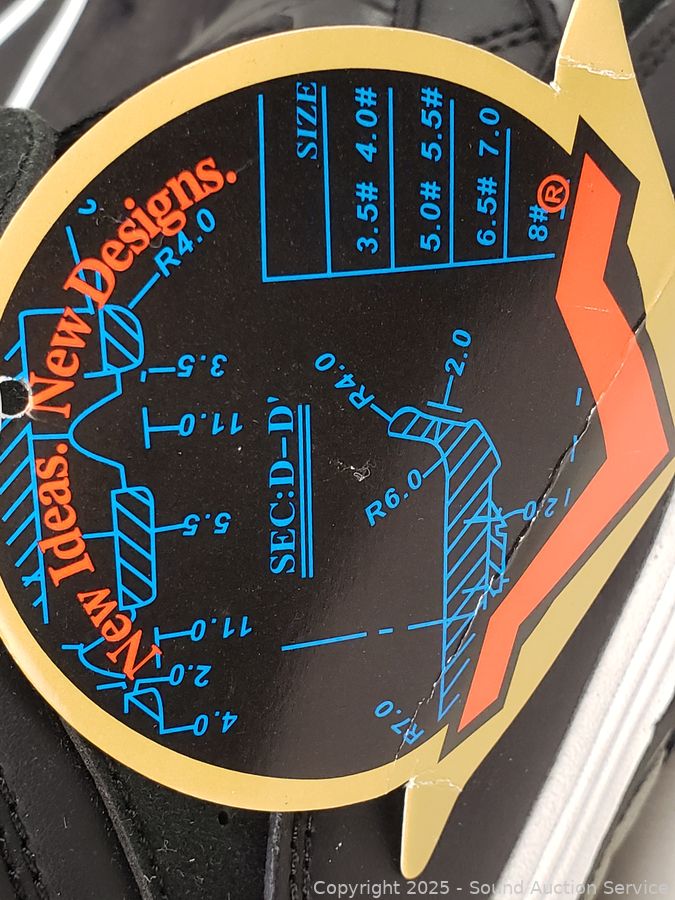 New Ideas. New Designs.
®
SIZE
3.5# 4.0#
5.0# 5.5#
6.5# 7.0
8#
R4.0
3.5
11.0
5.5
11.0
2.0
4.0
SEC:D-D'
R4.0
2.0
R6.0
12.0
R7.0
Copyright 2025 - Sound Auction Service